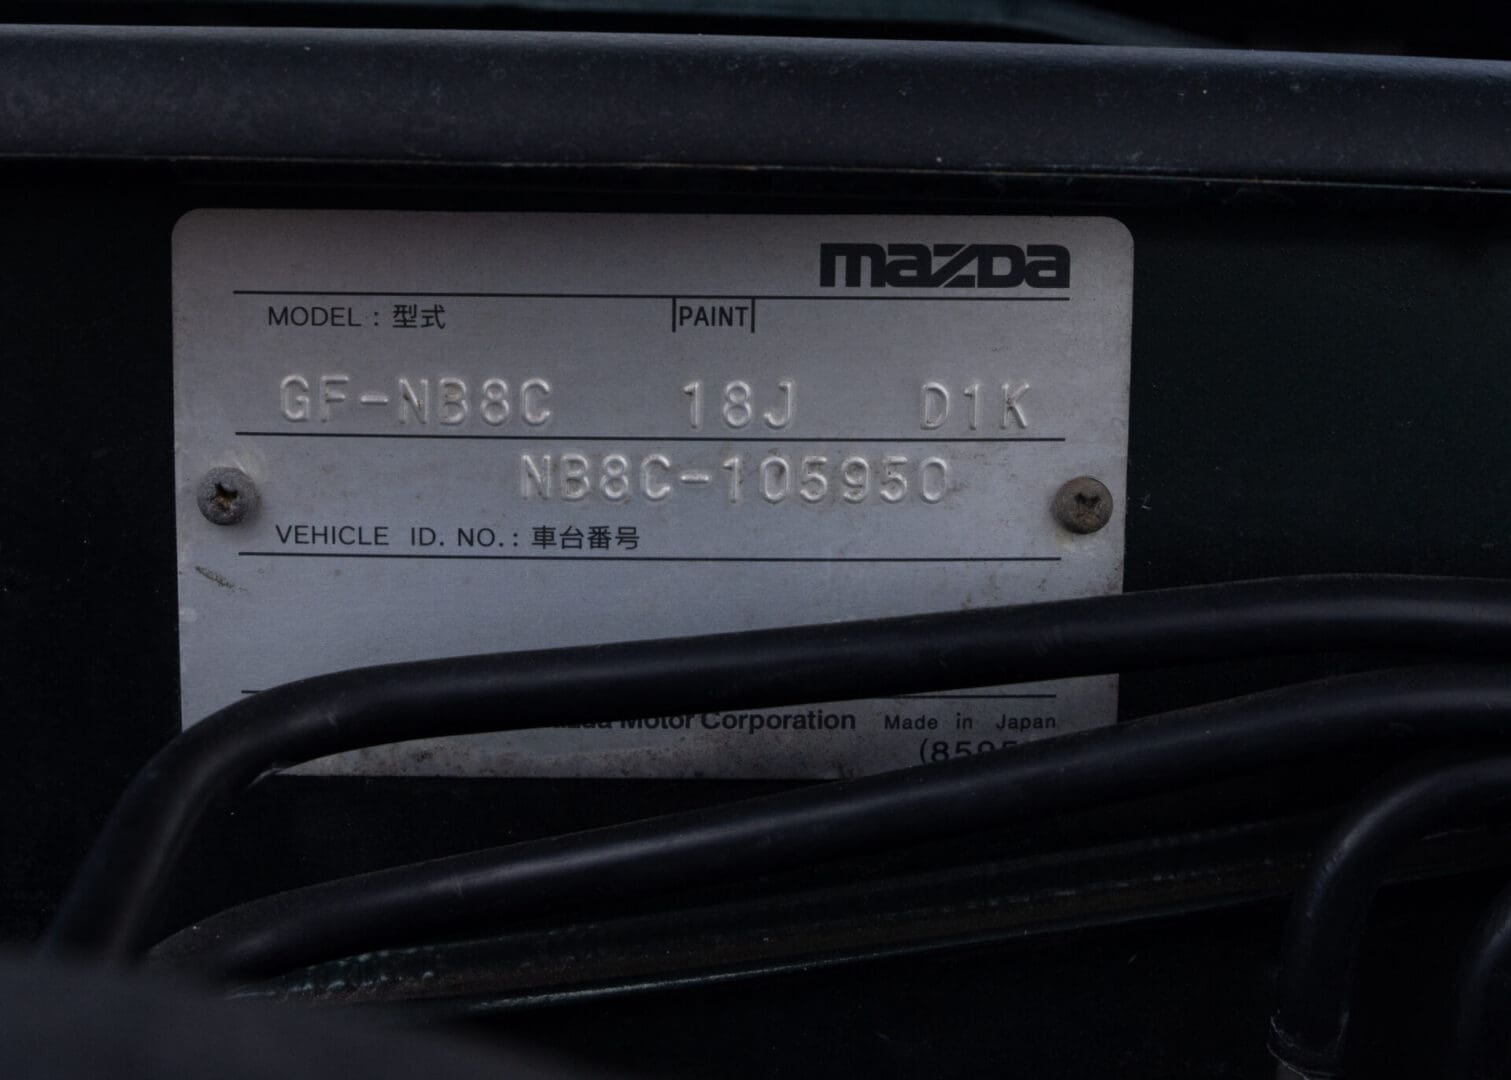 mazda
MODEL : 型式 PAINT
GF-NB8C 18J D1K
NB8C-105950
VEHICLE ID. NO. : 車台番号
Motor Corporation Made in Japan